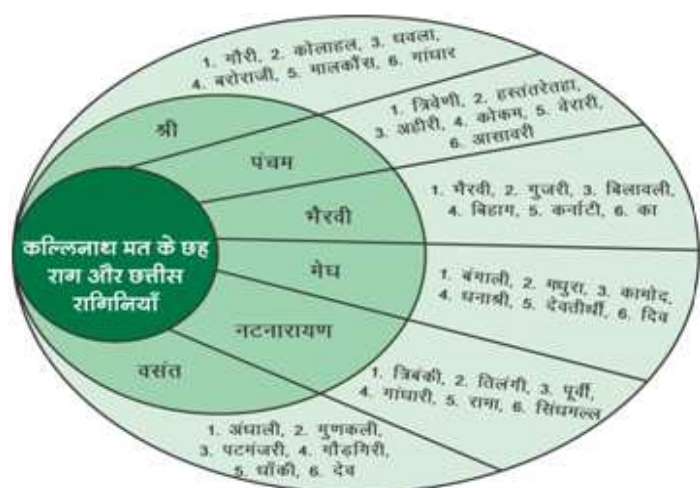 कल्लिनाथ मत के छह
राग और छत्तीस
रागिनियाँ
श्री
1. गौरी, 2. कोलाहल, 3. धवला,
4. बरोराजी, 5. मालकौंस, 6. गांधार
पंचम
1. त्रिवेणी, 2. हस्तंतरेतहा,
3. अहीरी, 4. कोकम, 5. वेरारी,
6. आसावरी
भैरवी
1. भैरवी, 2. गुजरी, 3. बिलावली,
4. बिहाग, 5. कर्नाटी, 6. का
मेघ
1. बंगाली, 2. मधुरा, 3. कामोद,
4. धनाश्री, 5. देवतीर्थी, 6. दिव
नटनारायण
1. त्रिबंकी, 2. तिलंगी, 3. पूर्वी,
4. गांधारी, 5. रामा, 6. सिंधगल्ल
वसंत
1. अंधाली, 2. गुणकली,
3. पटमंजरी, 4. गौड़गिरी,
5. धाँकी, 6. देव